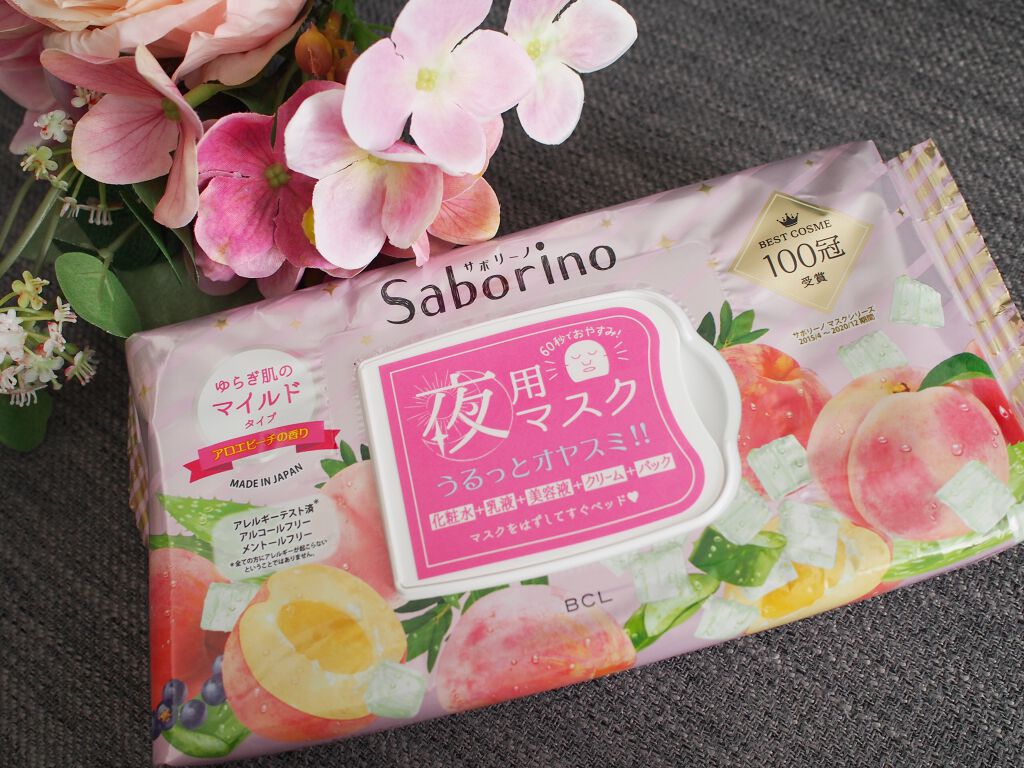 サボリーノ
Saborino
BEST COSME
100冠
受賞
サボリーノ マスクシリーズ
2015/4〜2020/12 期間
ゆらぎ肌の
マイルド
タイプ
アロエピーチの香り
MADE IN JAPAN
アレルギーテスト済*
アルコールフリー
メントールフリー
*全ての方にアレルギーが起こらない
ということではありません。
60秒でおやすみ!
夜用
マスク
うるっとオヤスミ!!
化粧水+乳液+美容液+クリーム+パック
マスクをはずしてすぐベッド♥
BCL